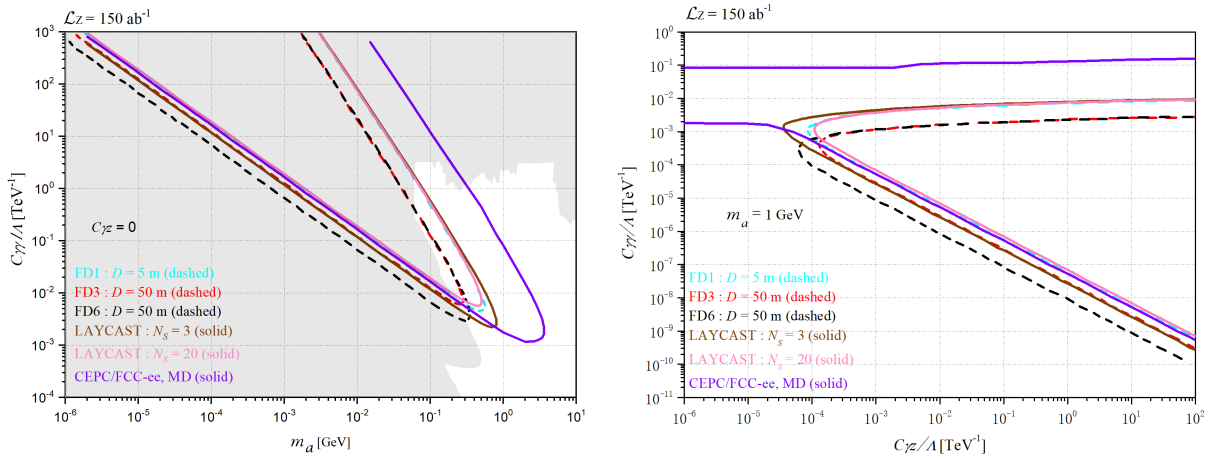 ℒZ = 150 ab⁻¹
10³
10²
10¹
10⁰
10⁻¹
10⁻²
10⁻³
10⁻⁴
Cγγ/Λ [TeV⁻¹]
Cγz = 0
FD1 : D = 5 m (dashed)
FD3 : D = 50 m (dashed)
FD6 : D = 50 m (dashed)
LAYCAST : NS = 3 (solid)
LAYCAST : NS = 20 (solid)
CEPC/FCC-ee, MD (solid)
10⁻⁶ 10⁻⁵ 10⁻⁴ 10⁻³ 10⁻² 10⁻¹ 10⁰ 10¹
ma [GeV]
ℒZ = 150 ab⁻¹
10¹
10⁰
10⁻¹
10⁻²
10⁻³
10⁻⁴
10⁻⁵
10⁻⁶
10⁻⁷
10⁻⁸
10⁻⁹
10⁻¹⁰
10⁻¹¹
Cγγ/Λ [TeV⁻¹]
ma = 1 GeV
FD1 : D = 5 m (dashed)
FD3 : D = 50 m (dashed)
FD6 : D = 50 m (dashed)
LAYCAST : NS = 3 (solid)
LAYCAST : NS = 20 (solid)
CEPC/FCC-ee, MD (solid)
10⁻⁶ 10⁻⁵ 10⁻⁴ 10⁻³ 10⁻² 10⁻¹ 10⁰ 10¹ 10²
Cγz/Λ [TeV⁻¹]